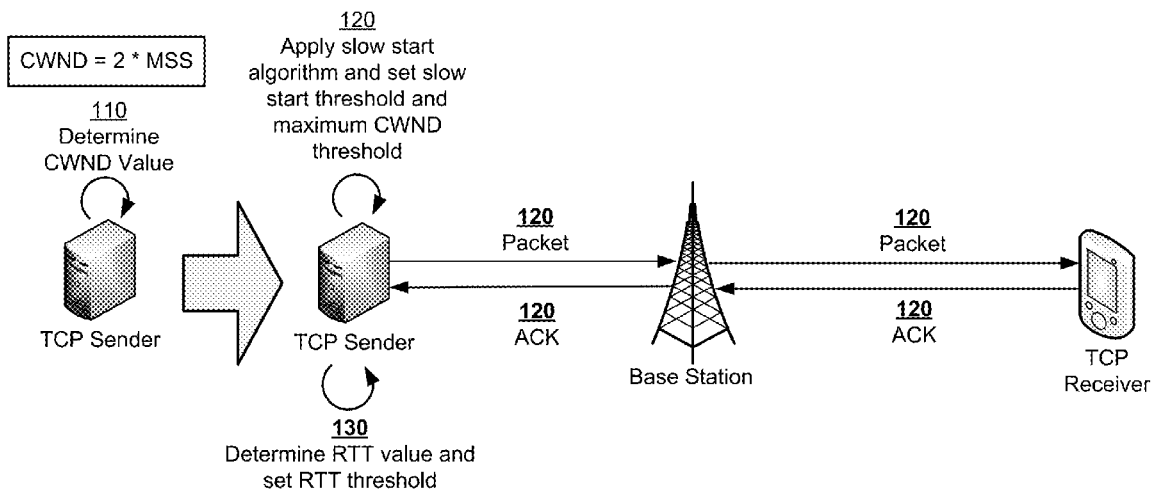 CWND = 2 * MSS
110
Determine
CWND Value
TCP Sender
120
Apply slow start
algorithm and set slow
start threshold and
maximum CWND
threshold
TCP Sender
130
Determine RTT value and
set RTT threshold
120
Packet
120
ACK
Base Station
120
Packet
120
ACK
TCP
Receiver